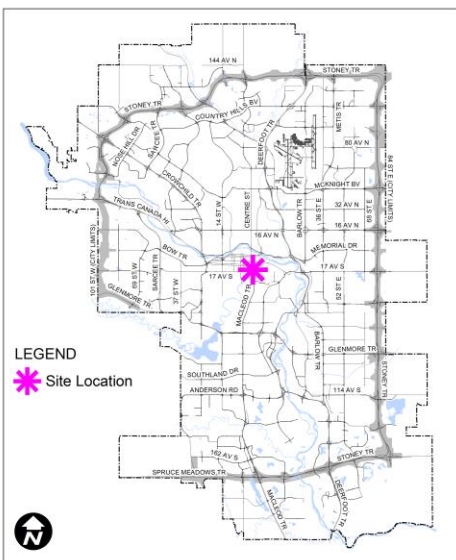 144 AV N
STONEY TR
STONEY TR
COUNTRY HILLS BV
METIS TR
SARCEE TR
NOSE HILL DR
DEERFOOT TR
80 AV N
84 ST E (CITY LIMITS)
CROWCHILD TR
MCKNIGHT BV
TRANS CANADA HI
14 ST W
CENTRE ST
BARLOW TR
36 ST E
32 AV N
68 ST E
16 AV N
16 AV N
101 ST W (CITY LIMITS)
BOW TR
MEMORIAL DR
69 ST W
SARCEE TR
37 ST W
17 AV S
17 AV S
52 ST E
GLENMORE TR
MACLEOD TR
BARLOW TR
GLENMORE TR
LEGEND
Site Location
SOUTHLAND DR
ANDERSON RD
114 AV S
STONEY TR
162 AV S
STONEY TR
SPRUCE MEADOWS TR
MACLEOD TR
DEERFOOT TR
N